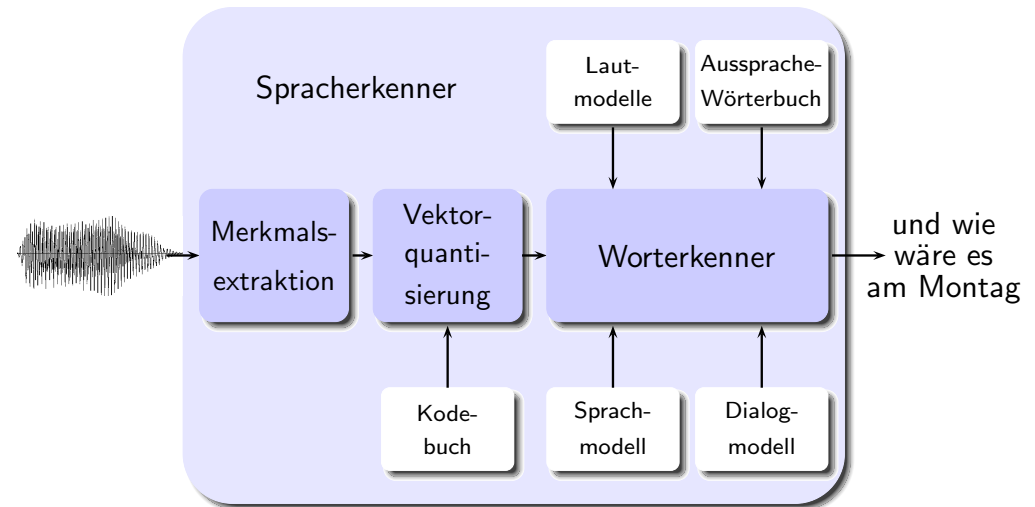 Spracherkenner
Laut-
modelle
Aussprache-
Wörterbuch
Merkmals-
extraktion
Vektor-
quanti-
sierung
Worterkenner
und wie
wäre es
am Montag
Kode-
buch
Sprach-
modell
Dialog-
modell